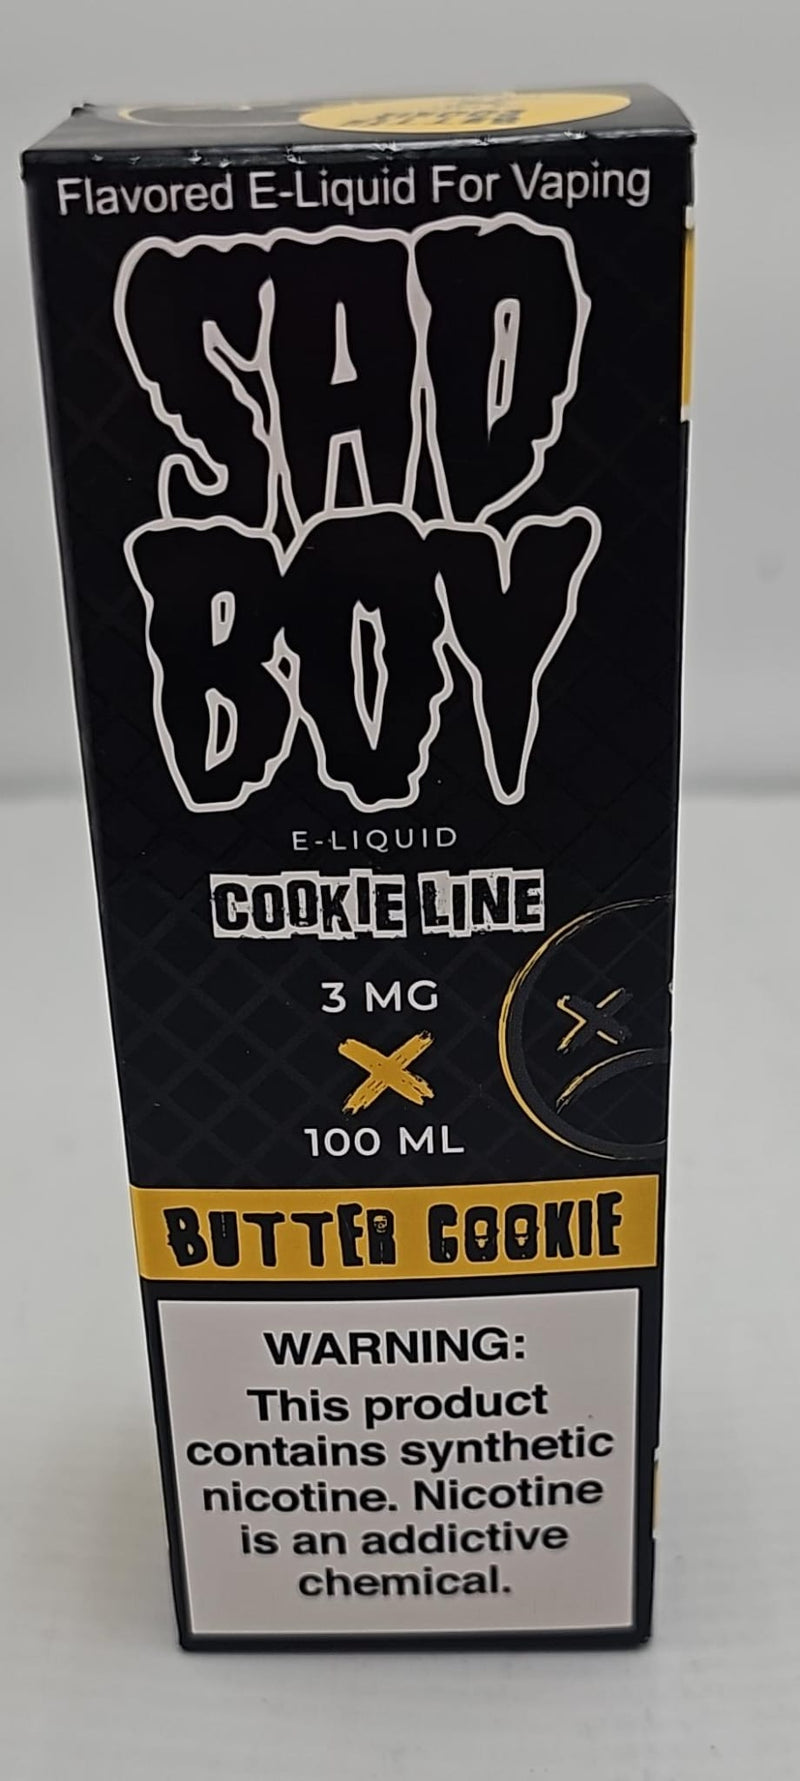 Flavored E-Liquid For Vaping
SAD
BOY
E-LIQUID
COOKIE LINE
3 MG
X
100 ML
BUTTER COOKIE
WARNING:
This product
contains synthetic
nicotine. Nicotine
is an addictive
chemical.